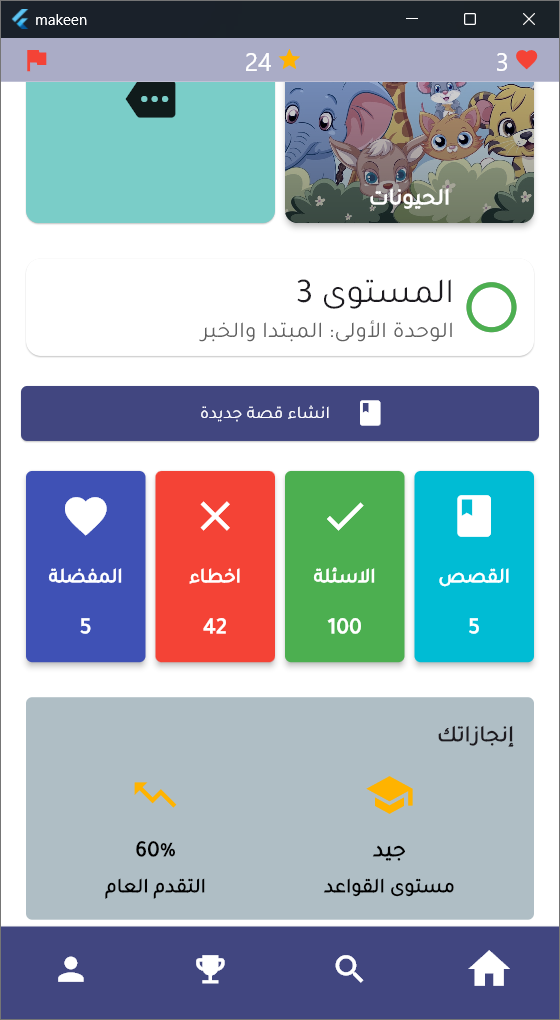 makeen
3
24
الحيونات
المستوى 3
الوحدة الأولى: المبتدا والخبر
انشاء قصة جديدة
القصص
5
الاسئلة
100
اخطاء
42
المفضلة
5
إنجازاتك
جيد
مستوى القواعد
60%
التقدم العام